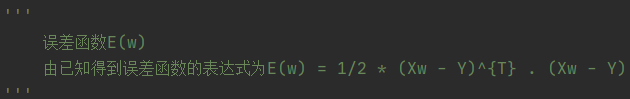 '''
误差函数E(w)
由已知得到误差函数的表达式为E(w) = 1/2 * (Xw - Y)^{T} . (Xw - Y)
'''